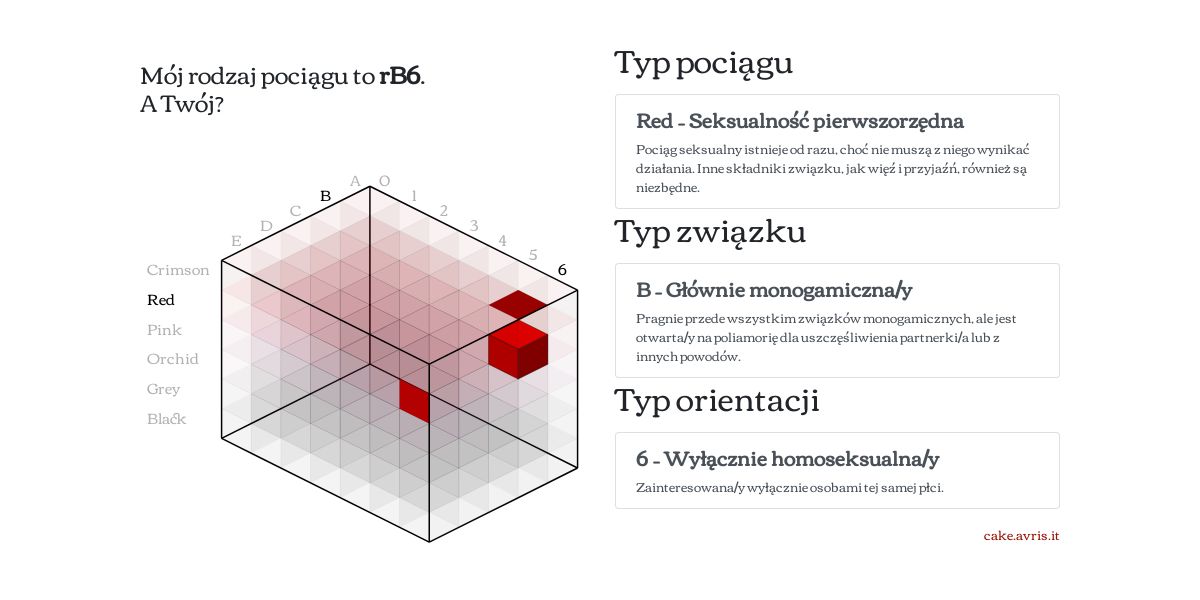 Mój rodzaj pociągu to rB6.
A Twój?
A O
B 1
C 2
D 3
E 4
5
6
Crimson
Red
Pink
Orchid
Grey
Black
Typ pociągu
Red – Seksualność pierwszorzędna
Pociąg seksualny istnieje od razu, choć nie muszą z niego wynikać
działania. Inne składniki związku, jak więź i przyjaźń, również są
niezbędne.
Typ związku
B – Głównie monogamiczna/y
Pragnie przede wszystkim związków monogamicznych, ale jest
otwarta/y na poliamorię dla uszczęśliwienia partnerki/a lub z
innych powodów.
Typ orientacji
6 – Wyłącznie homoseksualna/y
Zainteresowana/y wyłącznie osobami tej samej płci.
cake.avris.it